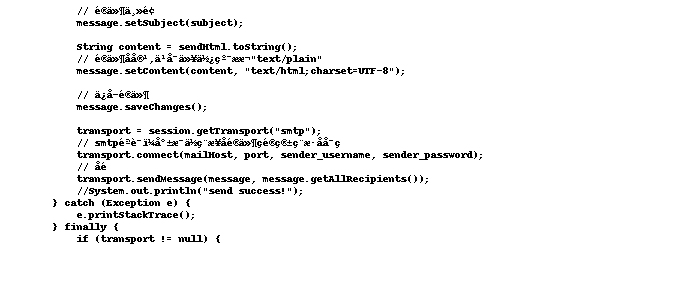 // é®ä»¶ä¸»é¢
message.setSubject(subject);
String content = sendHtml.toString();
// é®ä»¶åå®¹,ä¹å¯ä»¥ä½¿ç¨çº¯ææ¬"text/plain"
message.setContent(content, "text/html;charset=UTF-8");
// ä¿å­é®ä»¶
message.saveChanges();
transport = session.getTransport("smtp");
// smtpéªè¯ï¼å°±æ¯ä½ ç¨æ¥åé®ä»¶çé®ç®±ç¨æ·åå¯ç 
transport.connect(mailHost, port, sender_username, sender_password);
// åé
transport.sendMessage(message, message.getAllRecipients());
//System.out.println("send success!");
} catch (Exception e) {
e.printStackTrace();
} finally {
if (transport != null) {